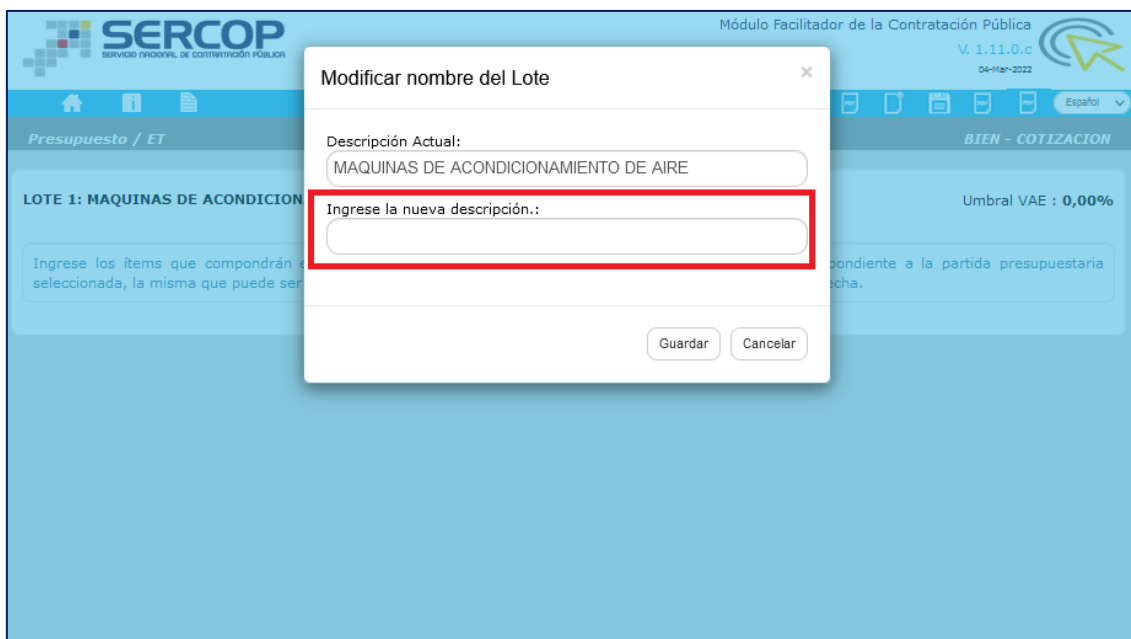 SERCOP
SERVICIO NACIONAL DE CONTRATACIÓN PÚBLICA
Módulo Facilitador de la Contratación Pública
V. 1.11.0.c
04-Mar-2022
Español
Presupuesto / ET
BIEN - COTIZACION
Modificar nombre del Lote
×
Descripción Actual:
MAQUINAS DE ACONDICIONAMIENTO DE AIRE
Ingrese la nueva descripción.:
Guardar
Cancelar
LOTE 1: MAQUINAS DE ACONDICION
Umbral VAE : 0,00%
Ingrese los ítems que compondrán
pondiente a la partida presupuestaria
seleccionada, la misma que puede ser
echa.